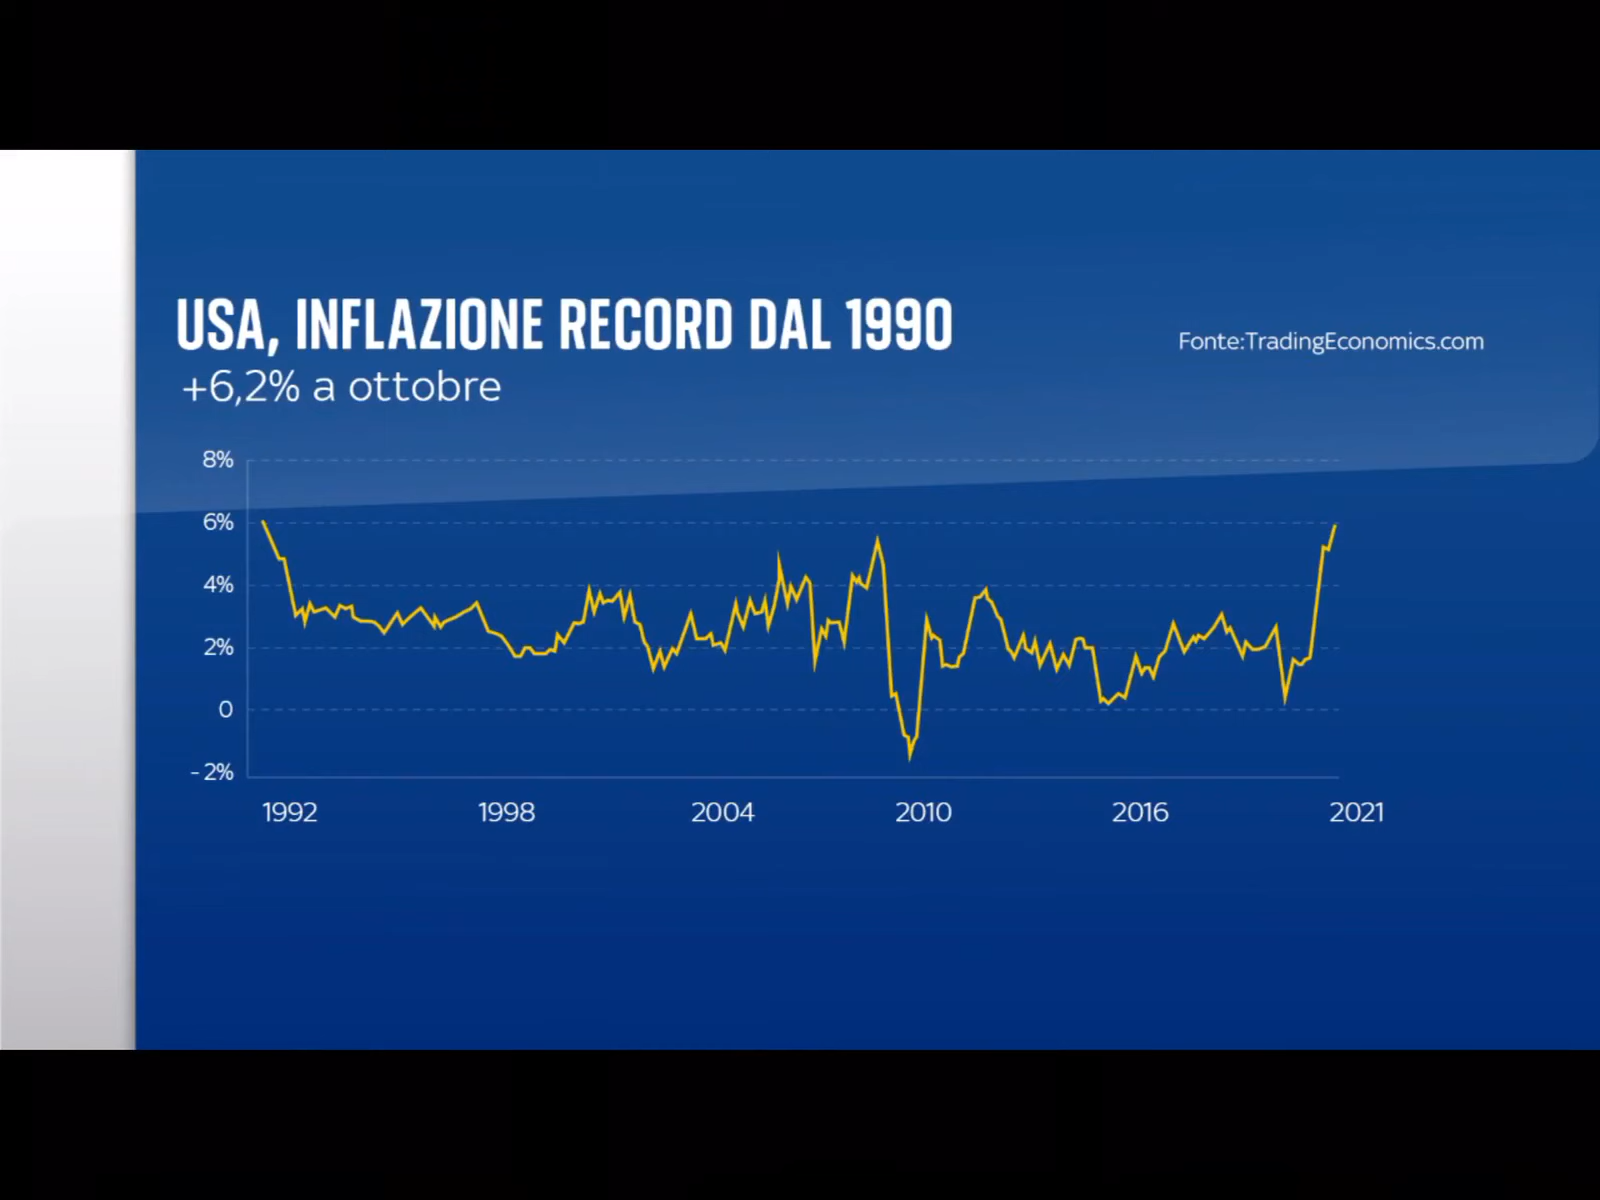 USA, INFLAZIONE RECORD DAL 1990
Fonte:TradingEconomics.com
+6,2% a ottobre
8%
6%
4%
2%
0
-2%
1992 1998 2004 2010 2016 2021